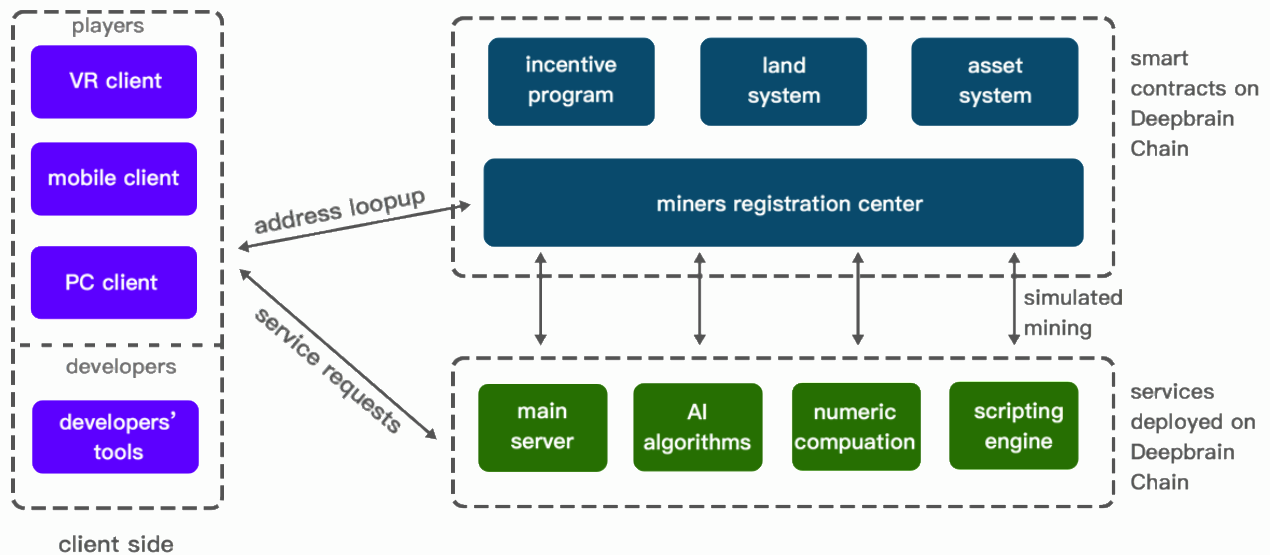 players
VR client
mobile client
PC client
developers
developers'
tools
client side
address loopup
service requests
incentive
program
land
system
asset
system
miners registration center
smart
contracts on
Deepbrain
Chain
simulated
mining
main
server
AI
algorithms
numeric
compuation
scripting
engine
services
deployed on
Deepbrain
Chain